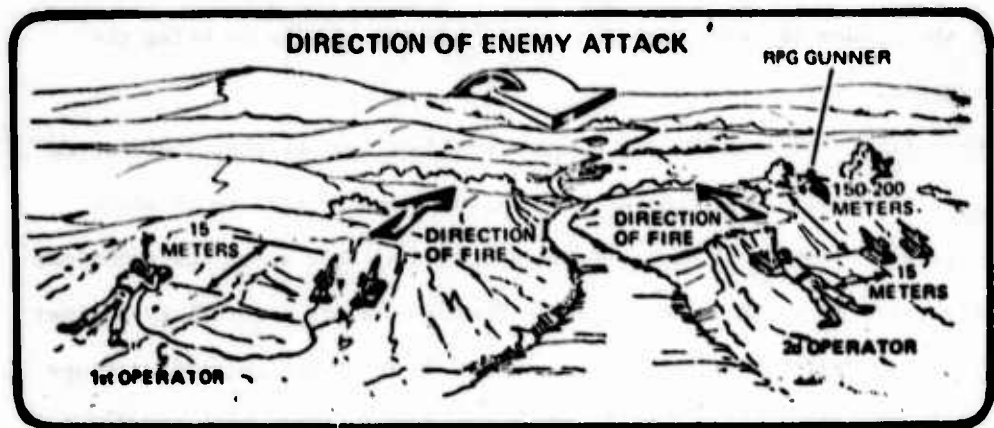 DIRECTION OF ENEMY ATTACK
RPG GUNNER
150-200
METERS
15
METERS
DIRECTION
OF FIRE
DIRECTION
OF FIRE
15
METERS
1st OPERATOR
2d OPERATOR